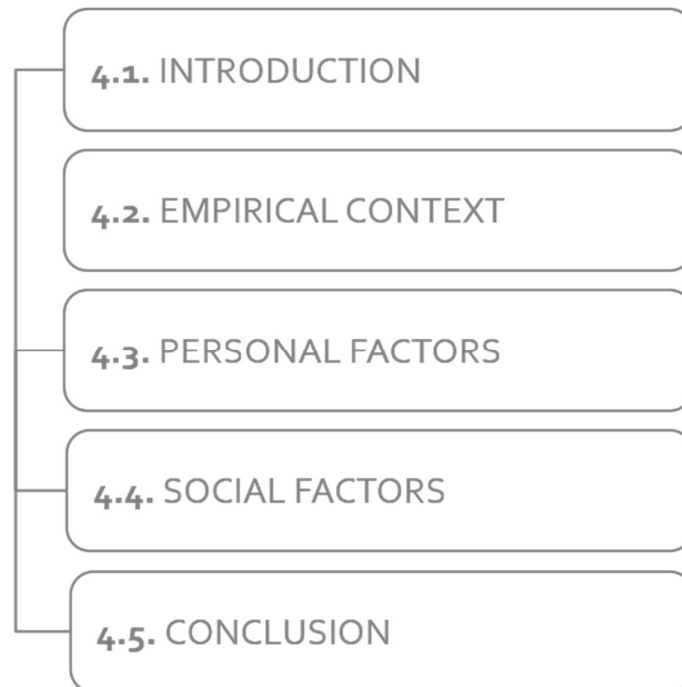 4.1. INTRODUCTION
4.2. EMPIRICAL CONTEXT
4.3. PERSONAL FACTORS
4.4. SOCIAL FACTORS
4.5. CONCLUSION